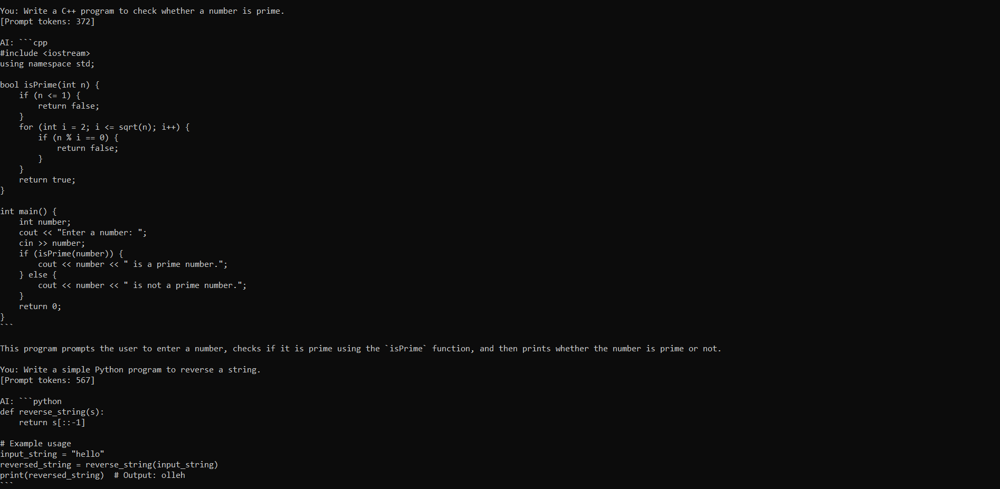 You: Write a C++ program to check whether a number is prime.
[Prompt tokens: 372]

AI: ```cpp
#include <iostream>
using namespace std;

bool isPrime(int n) {
    if (n <= 1) {
        return false;
    }
    for (int i = 2; i <= sqrt(n); i++) {
        if (n % i == 0) {
            return false;
        }
    }
    return true;
}

int main() {
    int number;
    cout << "Enter a number: ";
    cin >> number;
    if (isPrime(number)) {
        cout << number << " is a prime number.";
    } else {
        cout << number << " is not a prime number.";
    }
    return 0;
}
```

This program prompts the user to enter a number, checks if it is prime using the `isPrime` function, and then prints whether the number is prime or not.

You: Write a simple Python program to reverse a string.
[Prompt tokens: 567]

AI: ```python
def reverse_string(s):
    return s[::-1]

# Example usage
input_string = "hello"
reversed_string = reverse_string(input_string)
print(reversed_string)  # Output: olleh
```